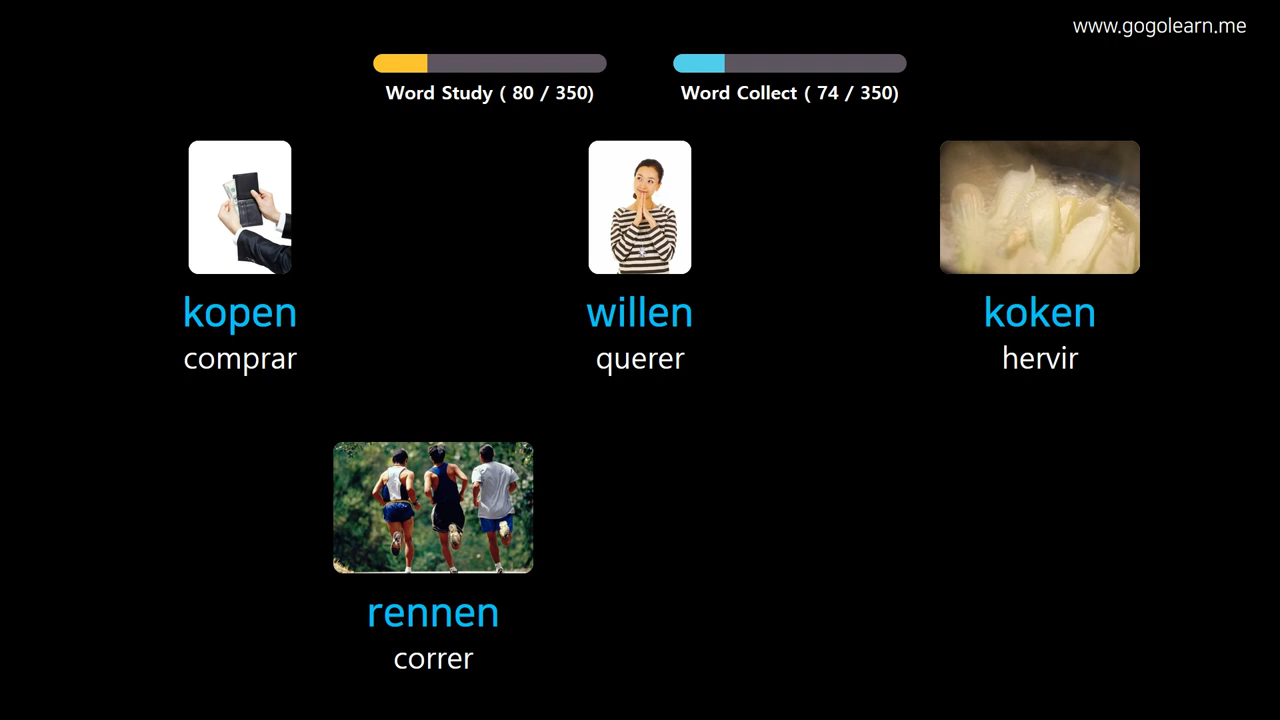 www.gogolearn.me
Word Study ( 80 / 350)
Word Collect ( 74 / 350)
kopen
comprar
willen
querer
koken
hervir
rennen
correr